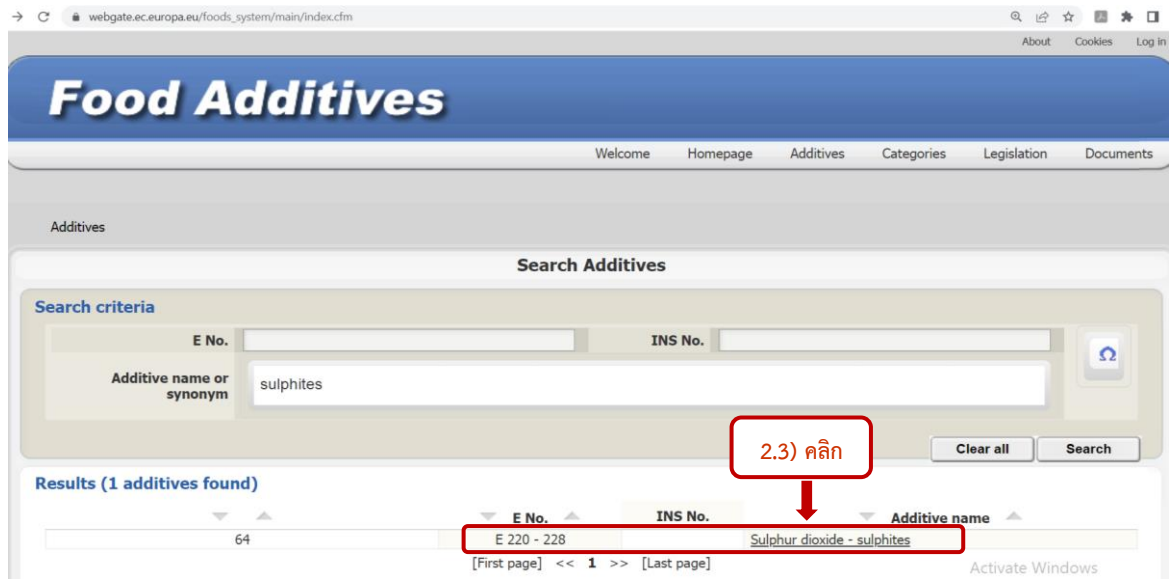 webgate.ec.europa.eu/foods_system/main/index.cfm
About Cookies Log in
Food Additives
Welcome Homepage Additives Categories Legislation Documents
Additives
Search Additives
Search criteria
E No. INS No. Ω
Additive name or synonym sulphites
2.3) คลิก
Clear all Search
Results (1 additives found)
E No. INS No. Additive name
64 E 220 - 228 Sulphur dioxide - sulphites
[First page] << 1 >> [Last page]
Activate Windows